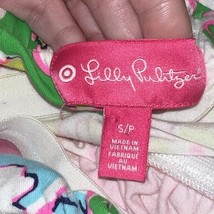 Lilly Pulitzer
S/P
MADE IN
VIETNAM
FABRIQUÉ
AU
VIETNAM